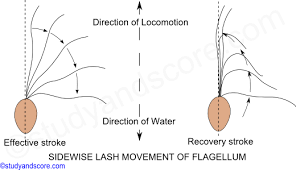 Direction of Locomotion
Direction of Water
Effective stroke
Recovery stroke
SIDEWISE LASH MOVEMENT OF FLAGELLUM
©studyandscore.com
studyandscore.com